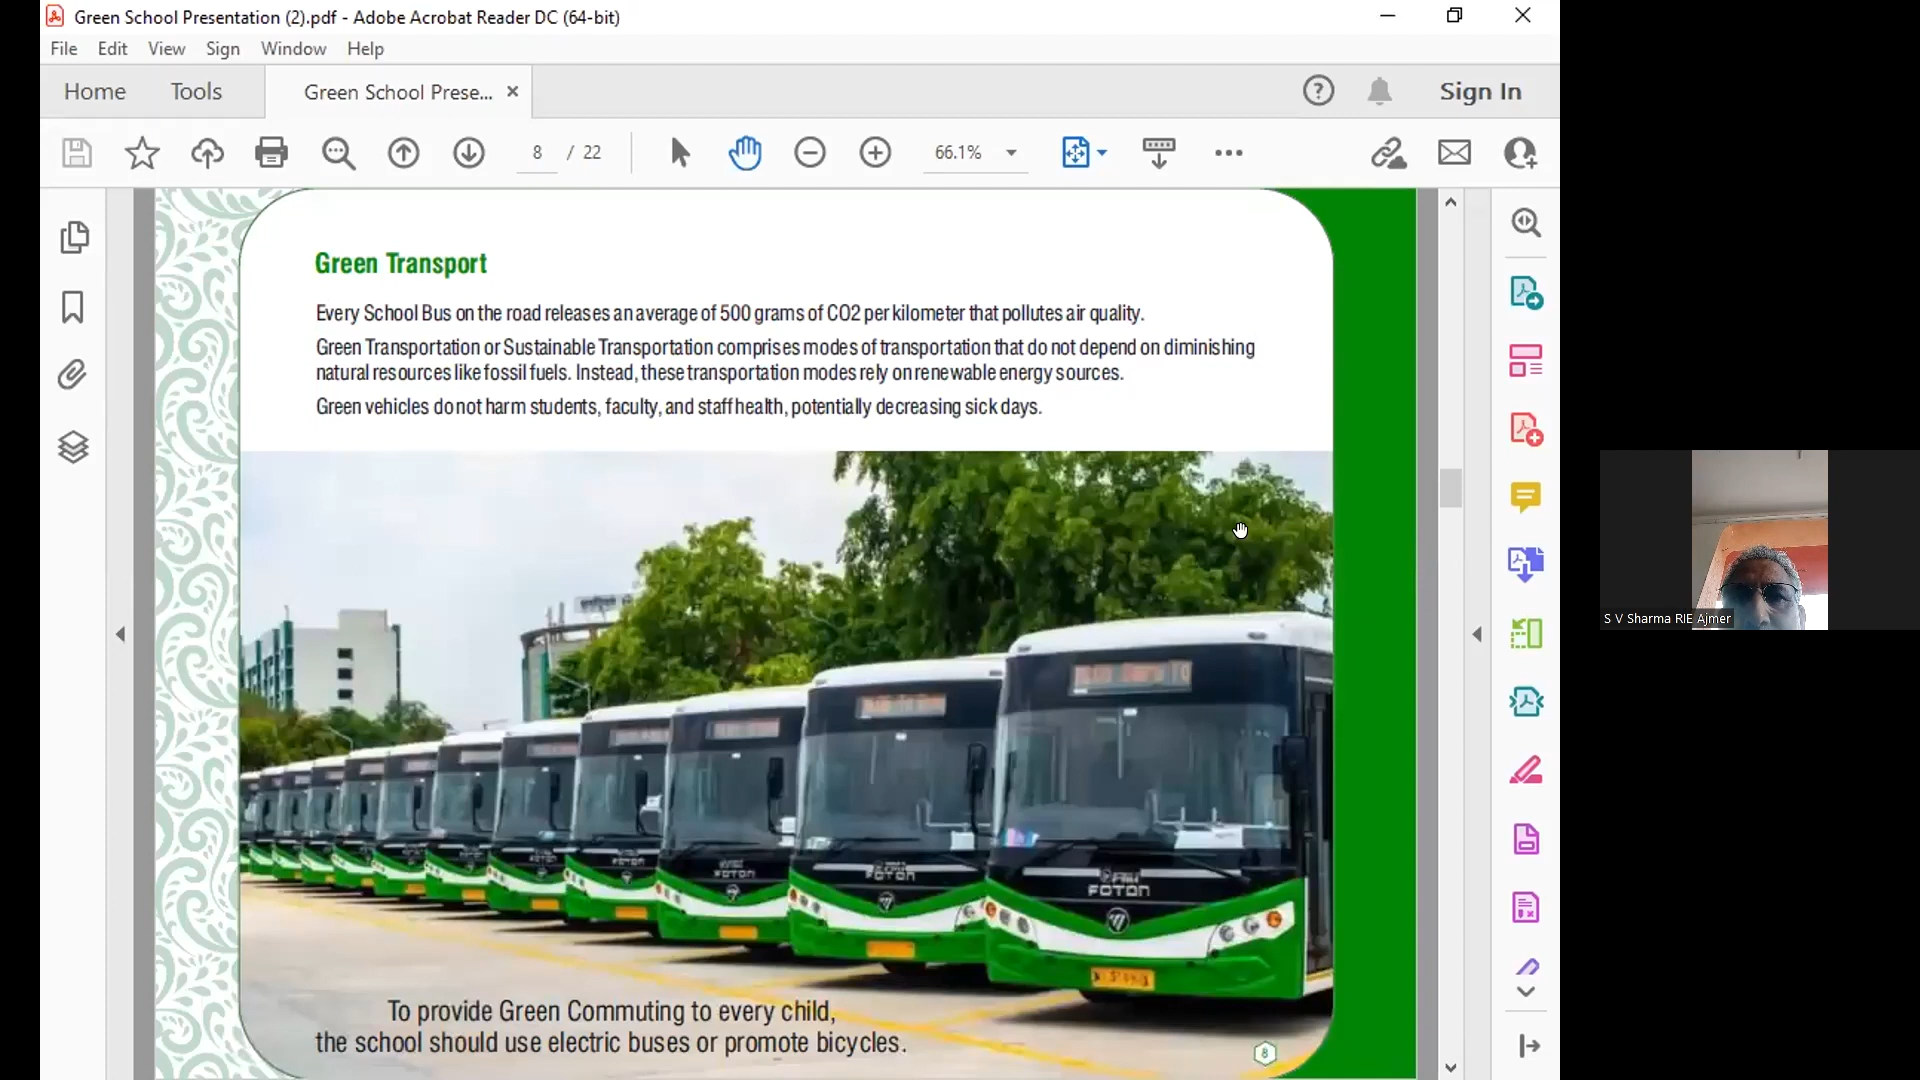 Green School Presentation (2).pdf - Adobe Acrobat Reader DC (64-bit)
File Edit View Sign Window Help
Home Tools Green School Prese... × Sign In
8 / 22 66.1%
Green Transport
Every School Bus on the road releases an average of 500 grams of CO2 per kilometer that pollutes air quality.
Green Transportation or Sustainable Transportation comprises modes of transportation that do not depend on diminishing
natural resources like fossil fuels. Instead, these transportation modes rely on renewable energy sources.
Green vehicles do not harm students, faculty, and staff health, potentially decreasing sick days.
FOTON
FOTON
FOTON
FOTON
To provide Green Commuting to every child,
the school should use electric buses or promote bicycles.
8
S V Sharma RIE Ajmer